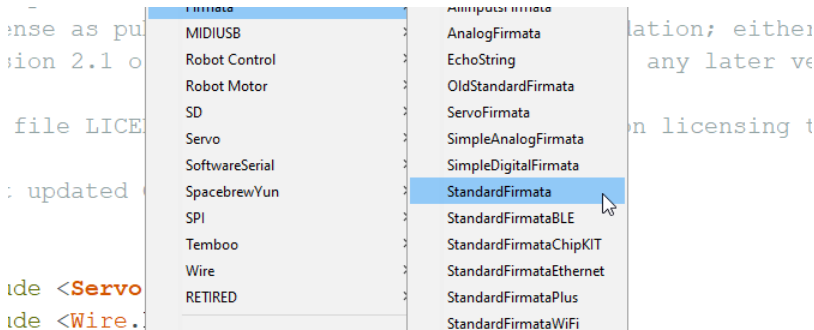 Firmata
AllInputsFirmata
ense as pu
MIDIUSB
AnalogFirmata
lation; either
sion 2.1 o
Robot Control
EchoString
any later ve
Robot Motor
OldStandardFirmata
SD
ServoFirmata
file LICE
Servo
SimpleAnalogFirmata
n licensing t
SoftwareSerial
SimpleDigitalFirmata
t updated
SpacebrewYun
StandardFirmata
SPI
StandardFirmataBLE
Temboo
StandardFirmataChipKIT
Wire
StandardFirmataEthernet
ude <Servo
RETIRED
StandardFirmataPlus
ude <Wire.
StandardFirmataWiFi